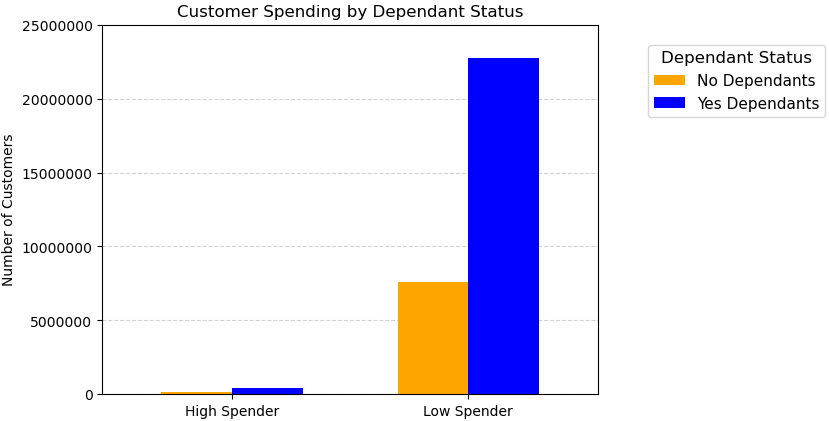 Customer Spending by Dependant Status
25000000
20000000
15000000
10000000
5000000
0
Number of Customers
High Spender
Low Spender
Dependant Status
No Dependants
Yes Dependants